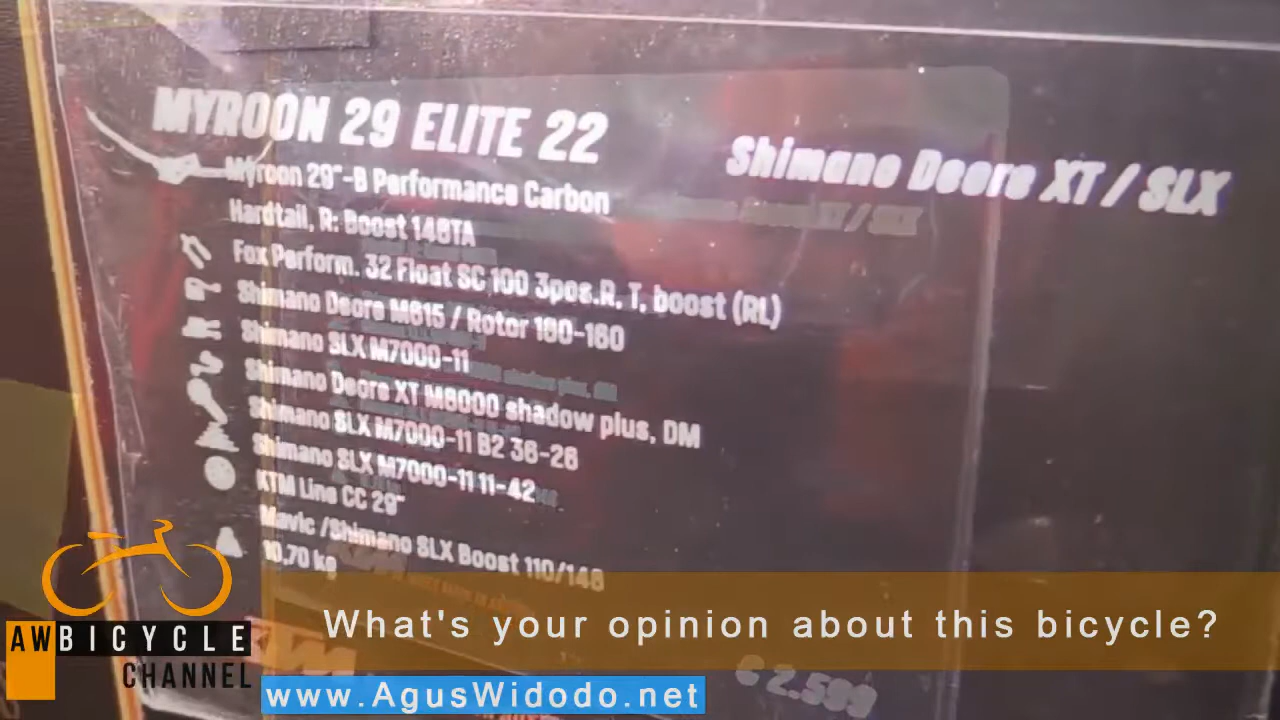 MYROON 29 ELITE 22
Shimano Deore XT / SLX
Myroon 29"-B Performance Carbon
Hardtail, R: Boost 148TA
Fox Perform. 32 Float SC 100 3pos.R, T, boost (RL)
Shimano Deore M615 / Rotor 180-160
Shimano SLX M7000-11
Shimano Deore XT M8000 shadow plus, DM
Shimano SLX M7000-11 B2 36-26
Shimano SLX M7000-11 11-42
KTM Line CC 29"
Mavic /Shimano SLX Boost 110/148
10,70 kg
What's your opinion about this bicycle?
AWBICYCLE
CHANNEL
www.AgusWidodo.net
€ 2.599